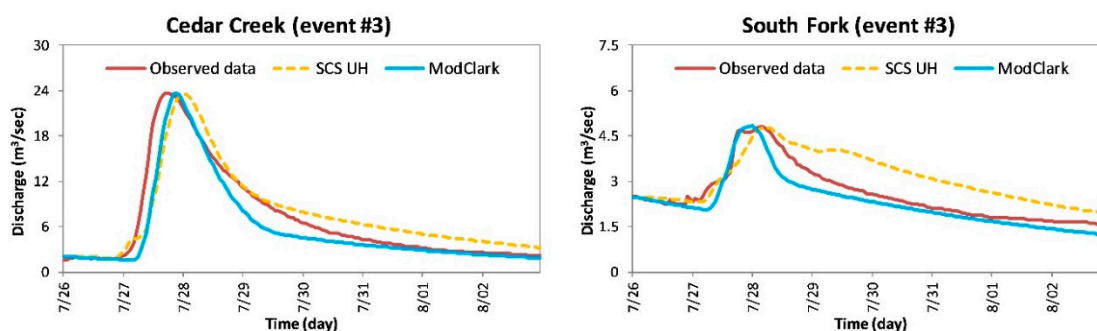 Cedar Creek (event #3)
30
24
18
12
6
0
Discharge (m³/sec)
Observed data
SCS UH
ModClark
7/26
7/27
7/28
7/29
7/30
7/31
8/01
8/02
Time (day)
South Fork (event #3)
7.5
6
4.5
3
1.5
0
Discharge (m³/sec)
Observed data
SCS UH
ModClark
7/26
7/27
7/28
7/29
7/30
7/31
8/01
8/02
Time (day)